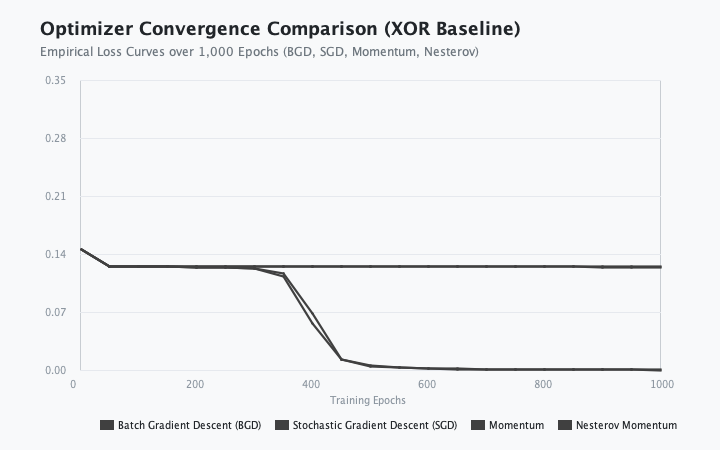 Optimizer Convergence Comparison (XOR Baseline)
Empirical Loss Curves over 1,000 Epochs (BGD, SGD, Momentum, Nesterov)
0.35
0.28
0.21
0.14
0.07
0.00
0 200 400 600 800 1000
Training Epochs
Batch Gradient Descent (BGD) Stochastic Gradient Descent (SGD) Momentum Nesterov Momentum